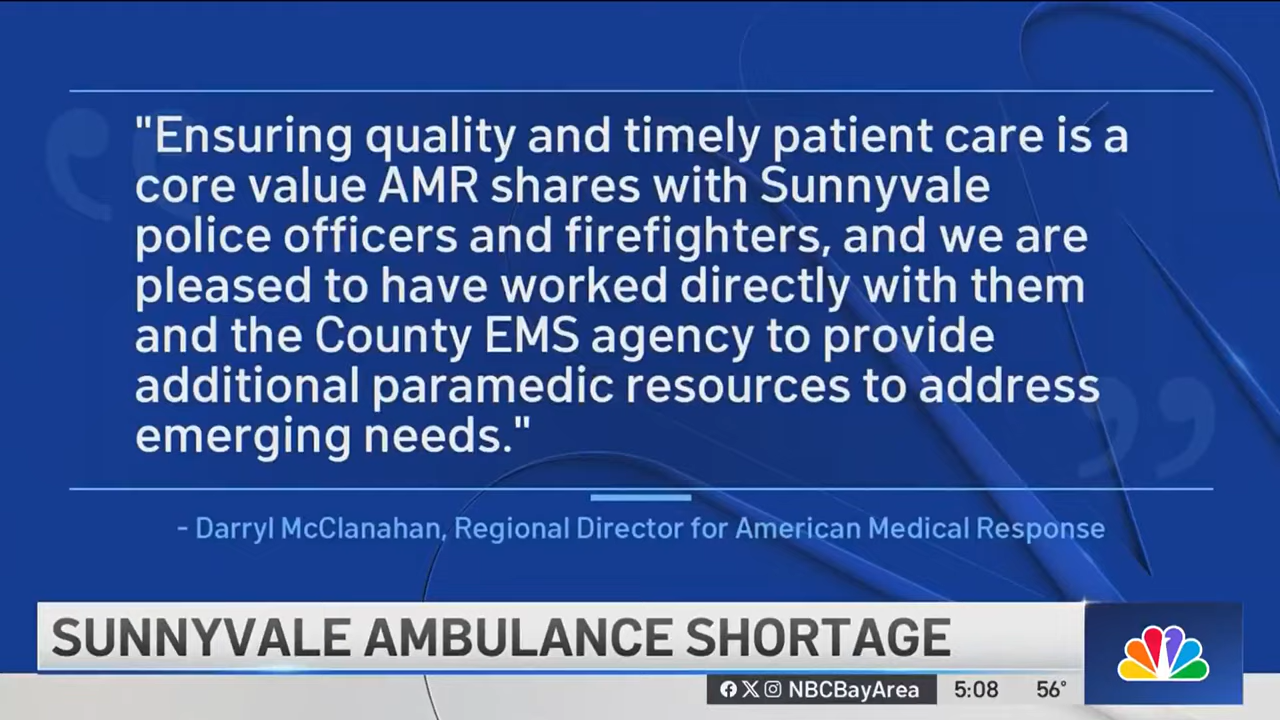 "Ensuring quality and timely patient care is a
core value AMR shares with Sunnyvale
police officers and firefighters, and we are
pleased to have worked directly with them
and the County EMS agency to provide
additional paramedic resources to address
emerging needs."
- Darryl McClanahan, Regional Director for American Medical Response
SUNNYVALE AMBULANCE SHORTAGE
NBCBayArea 5:08 56°